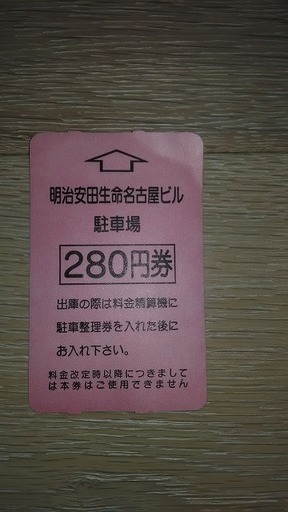 明治安田生命名古屋ビル
駐車場
280円券
出庫の際は料金精算機に
駐車整理券を入れた後に
お入れ下さい。
料金改定時以降につきまして
は本券はご使用できません